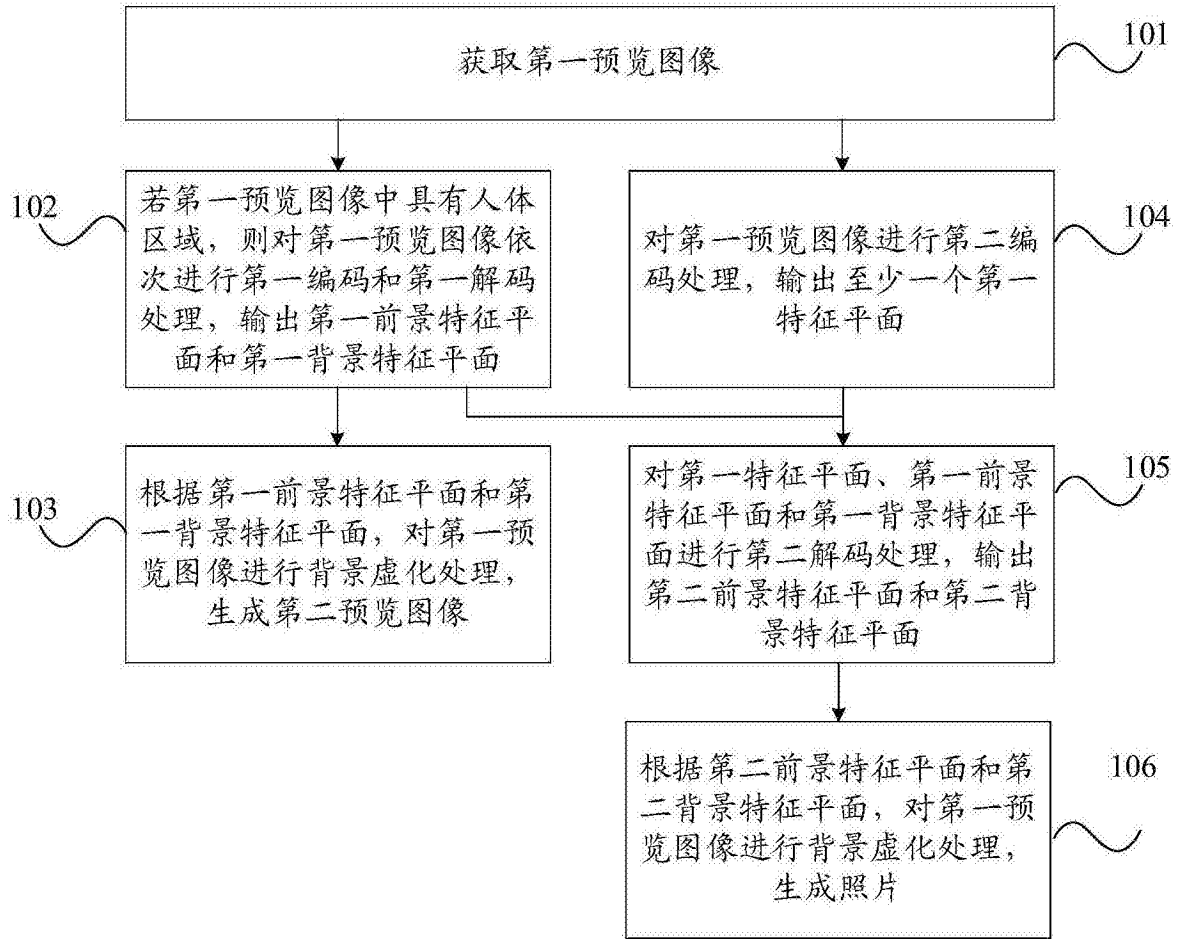 获取第一预览图像
101
102
若第一预览图像中具有人体
区域，则对第一预览图像依
次进行第一编码和第一解码
处理，输出第一前景特征平
面和第一背景特征平面
对第一预览图像进行第二编
码处理，输出至少一个第一
特征平面
104
103
根据第一前景特征平面和第
一背景特征平面，对第一预
览图像进行背景虚化处理，
生成第二预览图像
对第一特征平面、第一前景
特征平面和第一背景特征平
面进行第二解码处理，输出
第二前景特征平面和第二背
景特征平面
105
根据第二前景特征平面和第
二背景特征平面，对第一预
览图像进行背景虚化处理，
生成照片
106